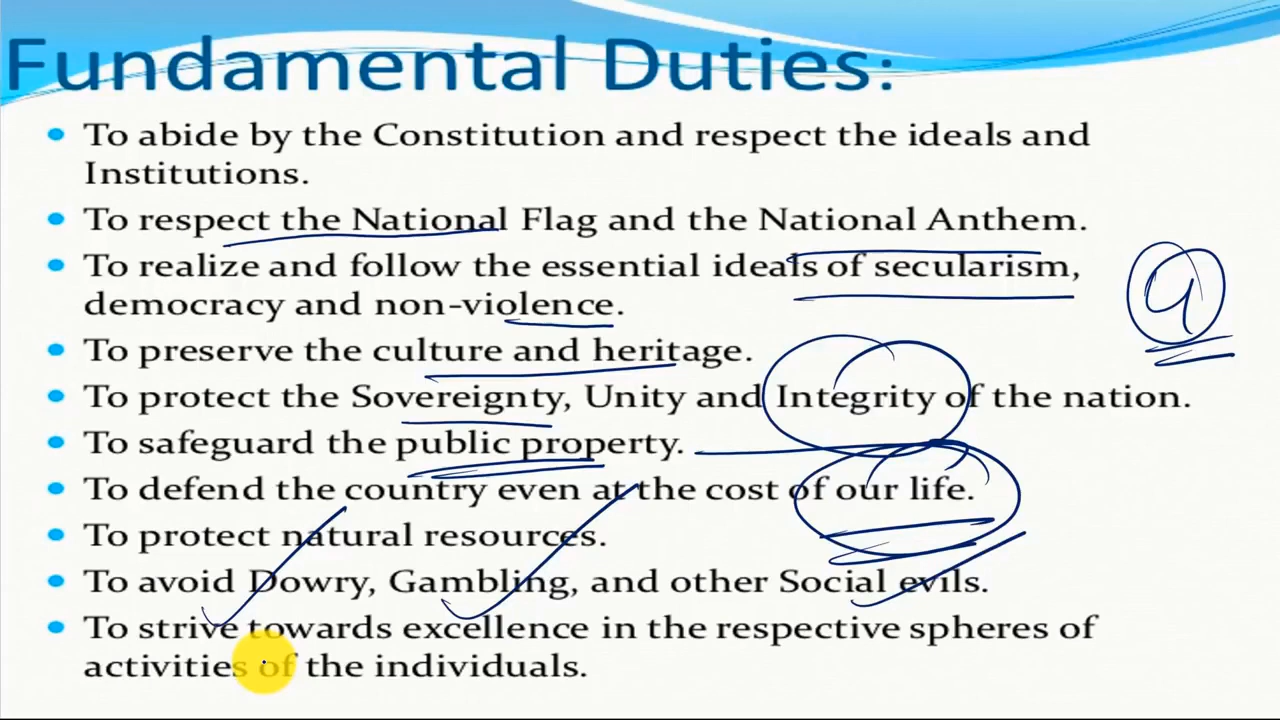 Fundamental Duties:
• To abide by the Constitution and respect the ideals and
Institutions.
• To respect the National Flag and the National Anthem.
• To realize and follow the essential ideals of secularism,
democracy and non-violence.
• To preserve the culture and heritage.
• To protect the Sovereignty, Unity and Integrity of the nation.
• To safeguard the public property.
• To defend the country even at the cost of our life.
• To protect natural resources.
• To avoid Dowry, Gambling, and other Social evils.
• To strive towards excellence in the respective spheres of
activities of the individuals.